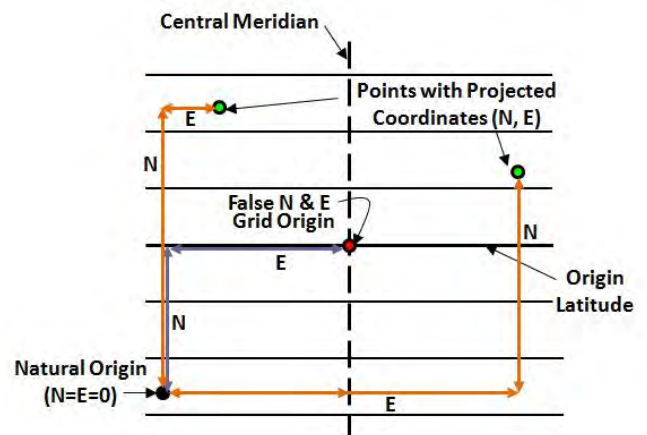 Central Meridian
Points with Projected
Coordinates (N, E)
E
N
False N & E
Grid Origin
N
E
Origin
Latitude
N
Natural Origin
(N=E=0)
E